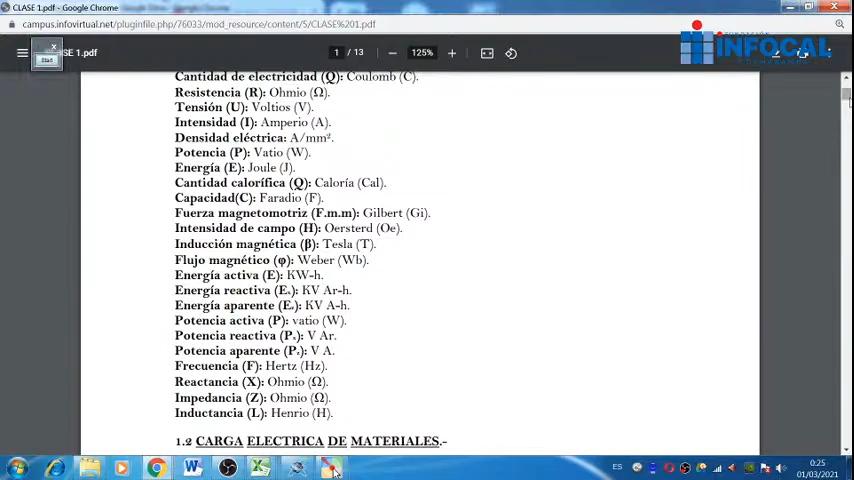 CLASE 1.pdf - Google Chrome
campus.infovirtual.net/pluginfile.php/76033/mod_resource/content/5/CLASE%201.pdf
SE 1.pdf
1 / 13
125%
INFOCAL
Cantidad de electricidad (Q): Coulomb (C).
Resistencia (R): Ohmio (Ω).
Tensión (U): Voltios (V).
Intensidad (I): Amperio (A).
Densidad eléctrica: A/mm².
Potencia (P): Vatio (W).
Energía (E): Joule (J).
Cantidad calorífica (Q): Caloría (Cal).
Capacidad(C): Faradio (F).
Fuerza magnetomotriz (F.m.m): Gilbert (Gi).
Intensidad de campo (H): Oersterd (Oe).
Inducción magnética (β): Tesla (T).
Flujo magnético (φ): Weber (Wb).
Energía activa (E): KW-h.
Energía reactiva (Eₓ): KV Ar-h.
Energía aparente (E): KV A-h.
Potencia activa (P): vatio (W).
Potencia reactiva (Pₓ): V Ar.
Potencia aparente (P): V A.
Frecuencia (F): Hertz (Hz).
Reactancia (X): Ohmio (Ω).
Impedancia (Z): Ohmio (Ω).
Inductancia (L): Henrio (H).
1.2 CARGA ELECTRICA DE MATERIALES.-
ES
0:25
01/03/2021